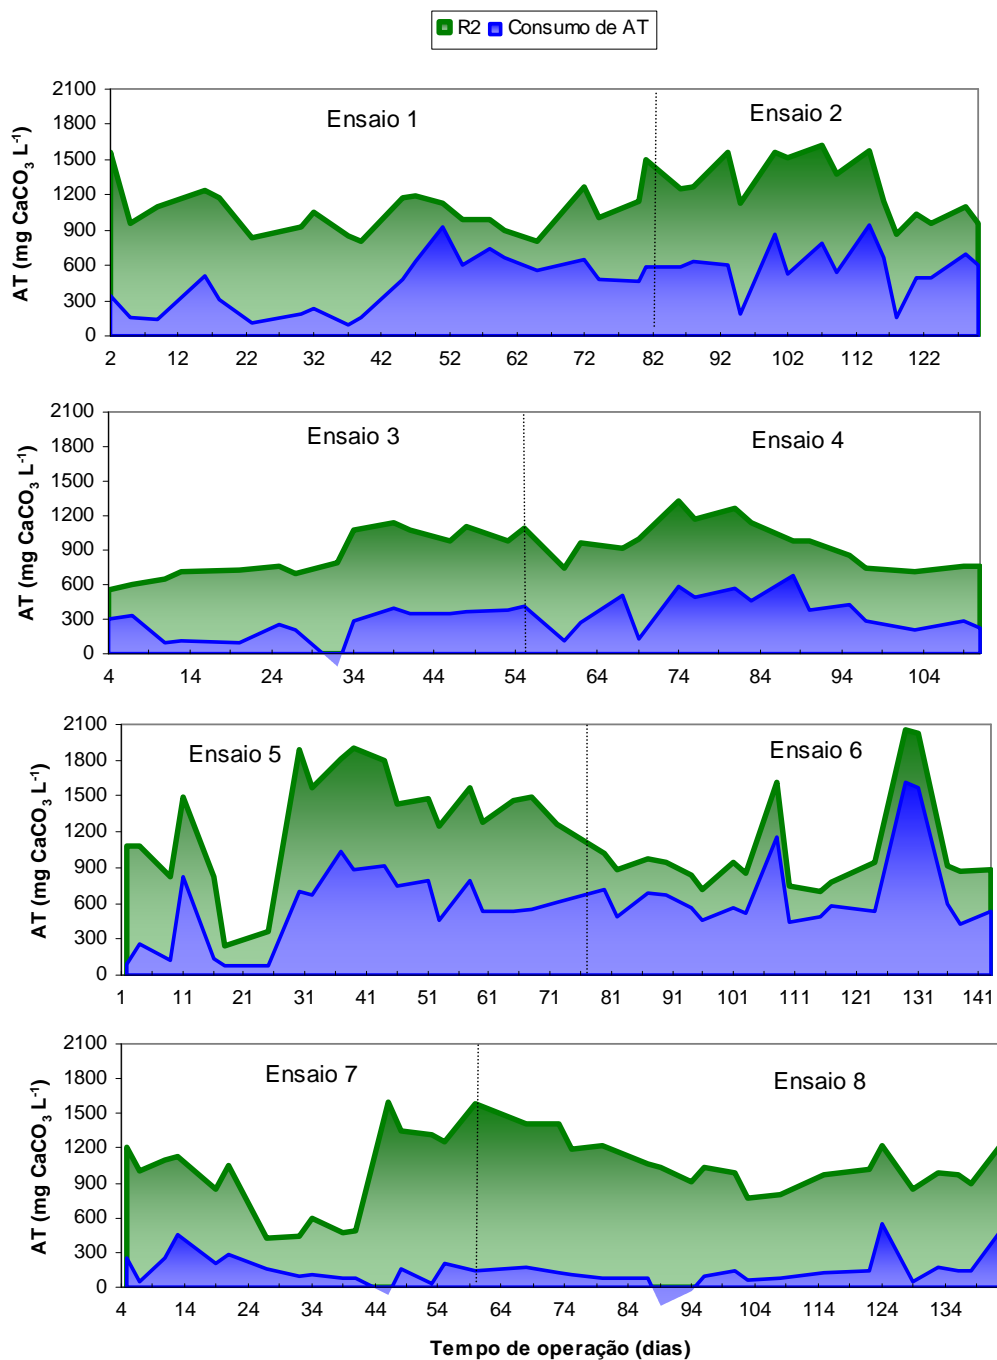 R2 Consumo de AT
2100
1800
1500
1200
900
600
300
0
AT (mg CaCO₃ L⁻¹)
Ensaio 1
Ensaio 2
2 12 22 32 42 52 62 72 82 92 102 112 122
2100
1800
1500
1200
900
600
300
0
AT (mg CaCO₃ L⁻¹)
Ensaio 3
Ensaio 4
4 14 24 34 44 54 64 74 84 94 104
2100
1800
1500
1200
900
600
300
0
AT (mg CaCO₃ L⁻¹)
Ensaio 5
Ensaio 6
1 11 21 31 41 51 61 71 81 91 101 111 121 131 141
2100
1800
1500
1200
900
600
300
0
AT (mg CaCO₃ L⁻¹)
Ensaio 7
Ensaio 8
4 14 24 34 44 54 64 74 84 94 104 114 124 134
Tempo de operação (dias)